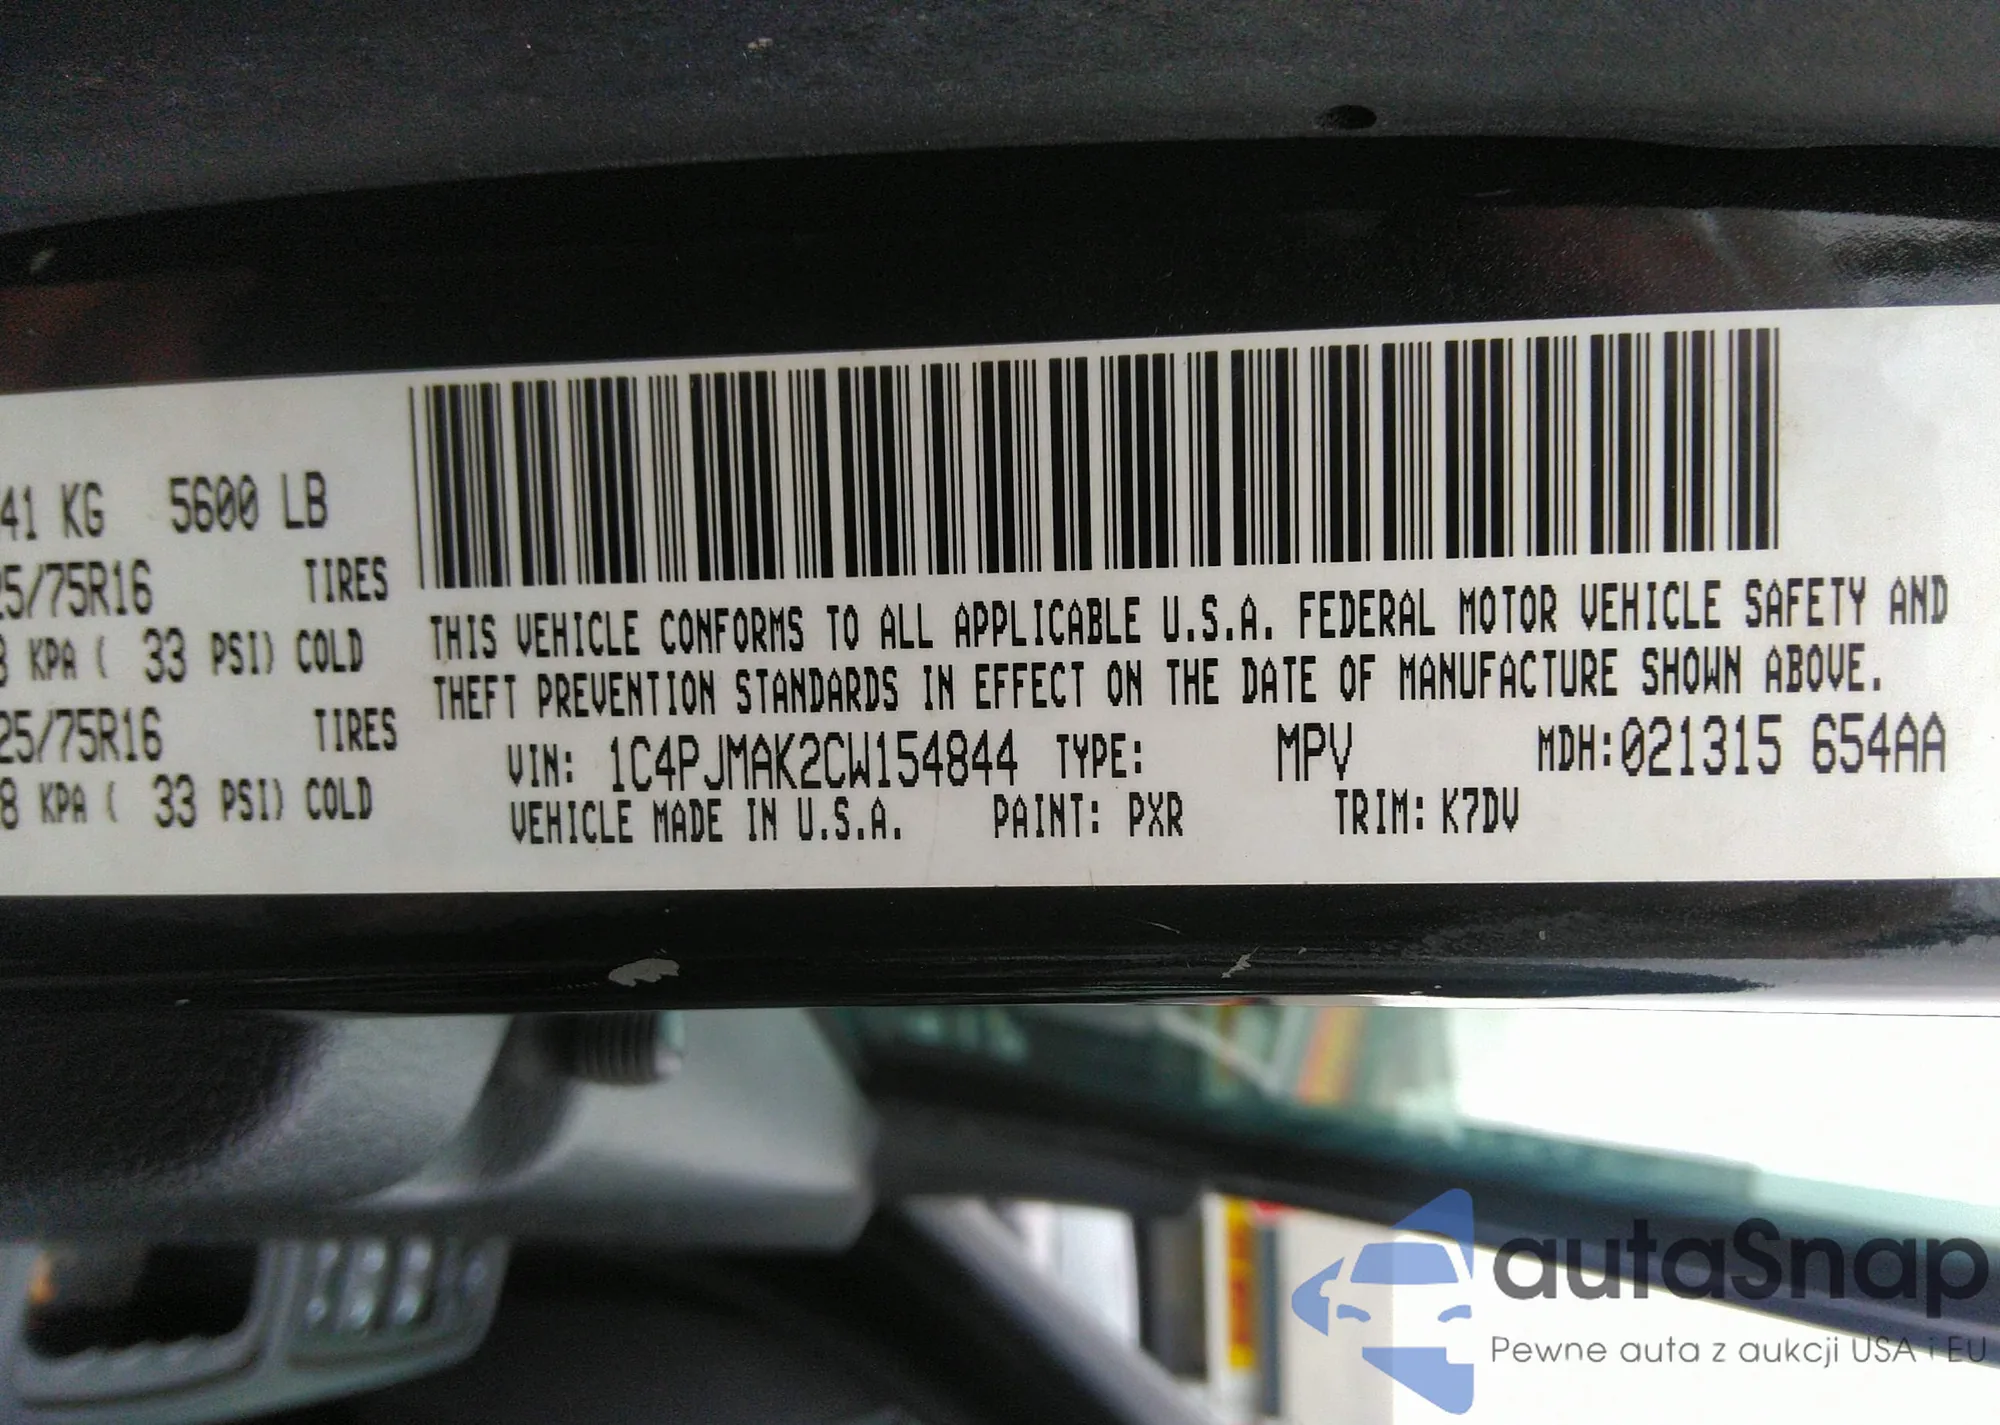 41 KG 5600 LB
25/75R16 TIRES
8 KPA ( 33 PSI) COLD
25/75R16 TIRES
8 KPA ( 33 PSI) COLD
THIS VEHICLE CONFORMS TO ALL APPLICABLE U.S.A. FEDERAL MOTOR VEHICLE SAFETY AND
THEFT PREVENTION STANDARDS IN EFFECT ON THE DATE OF MANUFACTURE SHOWN ABOVE.
VIN: 1C4PJMAK2CW154844 TYPE: MPV MDH:021315 654AA
VEHICLE MADE IN U.S.A. PAINT: PXR TRIM: K7DV
autaSnap
Pewne auta z aukcji USA i EU